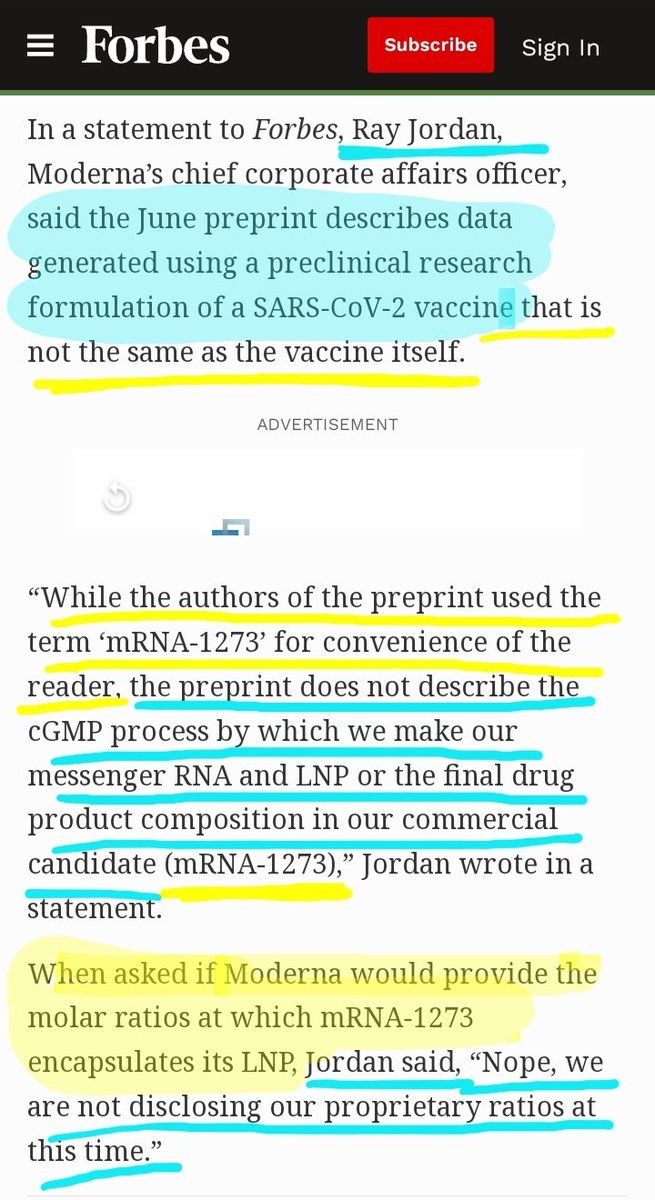 Forbes
Subscribe
Sign In
In a statement to Forbes, Ray Jordan,
Moderna’s chief corporate affairs officer,
said the June preprint describes data
generated using a preclinical research
formulation of a SARS-CoV-2 vaccine that is
not the same as the vaccine itself.
ADVERTISEMENT
“While the authors of the preprint used the
term ‘mRNA-1273’ for convenience of the
reader, the preprint does not describe the
cGMP process by which we make our
messenger RNA and LNP or the final drug
product composition in our commercial
candidate (mRNA-1273),” Jordan wrote in a
statement.
When asked if Moderna would provide the
molar ratios at which mRNA-1273
encapsulates its LNP, Jordan said, “Nope, we
are not disclosing our proprietary ratios at
this time.”